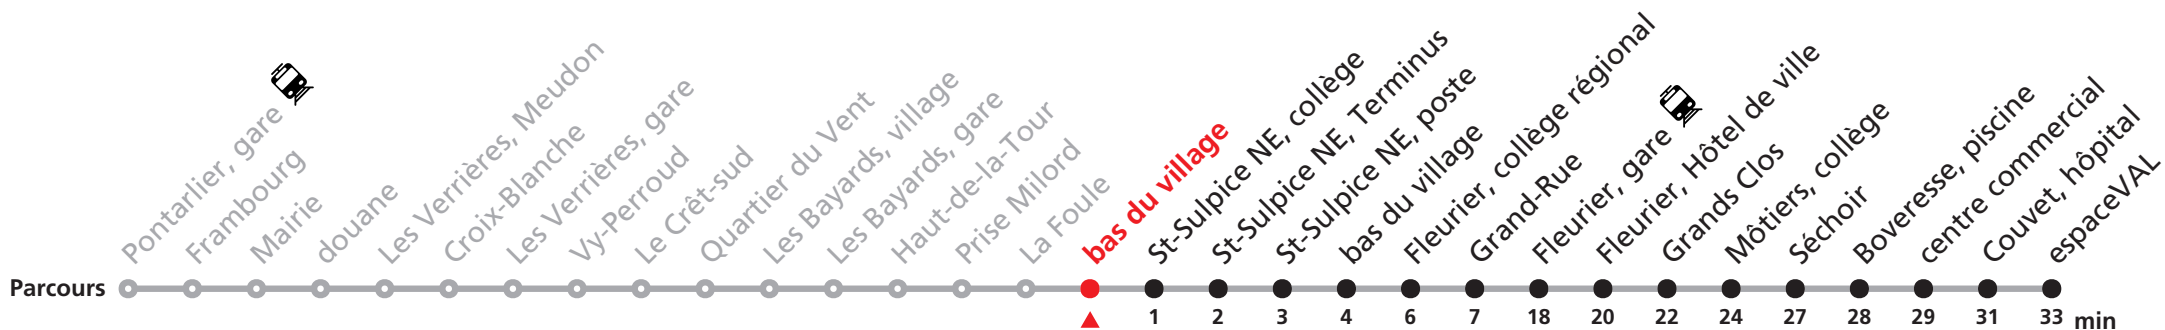 Pontarlier, gare
Frambourg
Mairie
douane
Les Verrières, Meudon
Croix-Blanche
Les Verrières, gare
Vy-Perroud
Le Crêt-sud
Quartier du Vent
Les Bayards, village
Les Bayards, gare
Haut-de-la-Tour
Prise Milord
La Foule
bas du village
St-Sulpice NE, collège
St-Sulpice NE, Terminus
St-Sulpice NE, poste
bas du village
Fleurier, collège régional
Grand-Rue
Fleurier, gare
Fleurier, Hôtel de ville
Grands Clos
Môtiers, collège
Séchoir
Boveresse, piscine
centre commercial
Couvet, hôpital
espaceVAL
Parcours
1 2 3 4 6 7 18 20 22 24 27 28 29 31 33 min